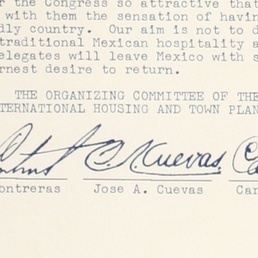 r the Congress so attractive that
with them the sensation of having
dly country. Our aim is not to d
traditional Mexican hospitality a
elegates will leave Mexico with s
rnest desire to return.
THE ORGANIZING COMMITTEE OF THE
NTERNATIONAL HOUSING AND TOWN PLAN
C. A. Cuevas
ontreras Jose A. Cuevas Car